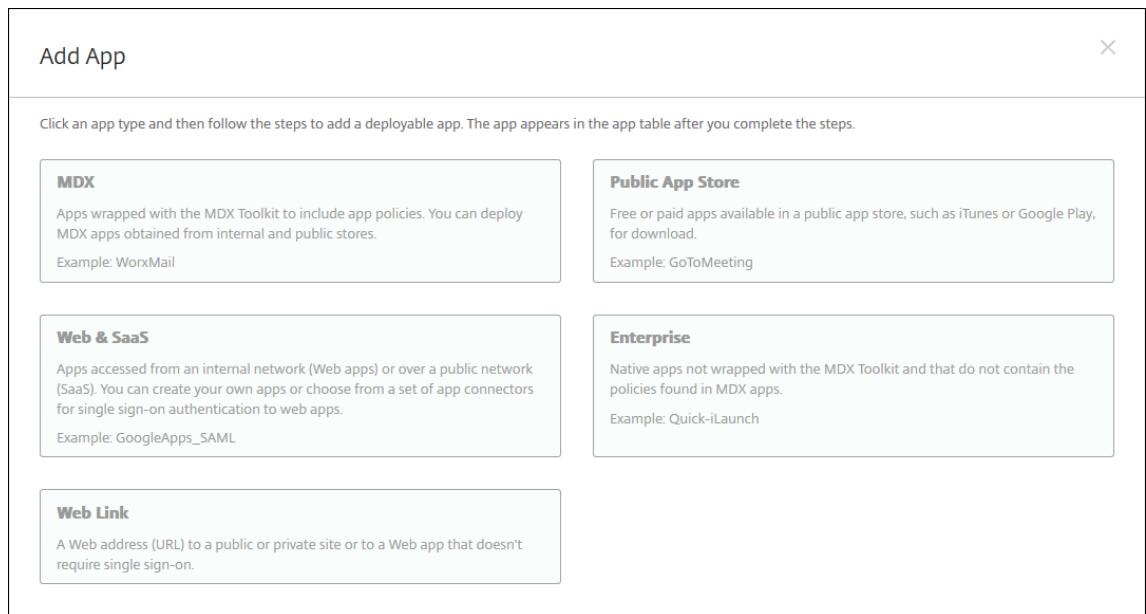 Add App
Click an app type and then follow the steps to add a deployable app. The app appears in the app table after you complete the steps.
MDX
Apps wrapped with the MDX Toolkit to include app policies. You can deploy
MDX apps obtained from internal and public stores.
Example: WorxMail
Public App Store
Free or paid apps available in a public app store, such as iTunes or Google Play,
for download.
Example: GoToMeeting
Web & SaaS
Apps accessed from an internal network (Web apps) or over a public network
(SaaS). You can create your own apps or choose from a set of app connectors
for single sign-on authentication to web apps.
Example: GoogleApps_SAML
Enterprise
Native apps not wrapped with the MDX Toolkit and that do not contain the
policies found in MDX apps.
Example: Quick-iLaunch
Web Link
A Web address (URL) to a public or private site or to a Web app that doesn't
require single sign-on.